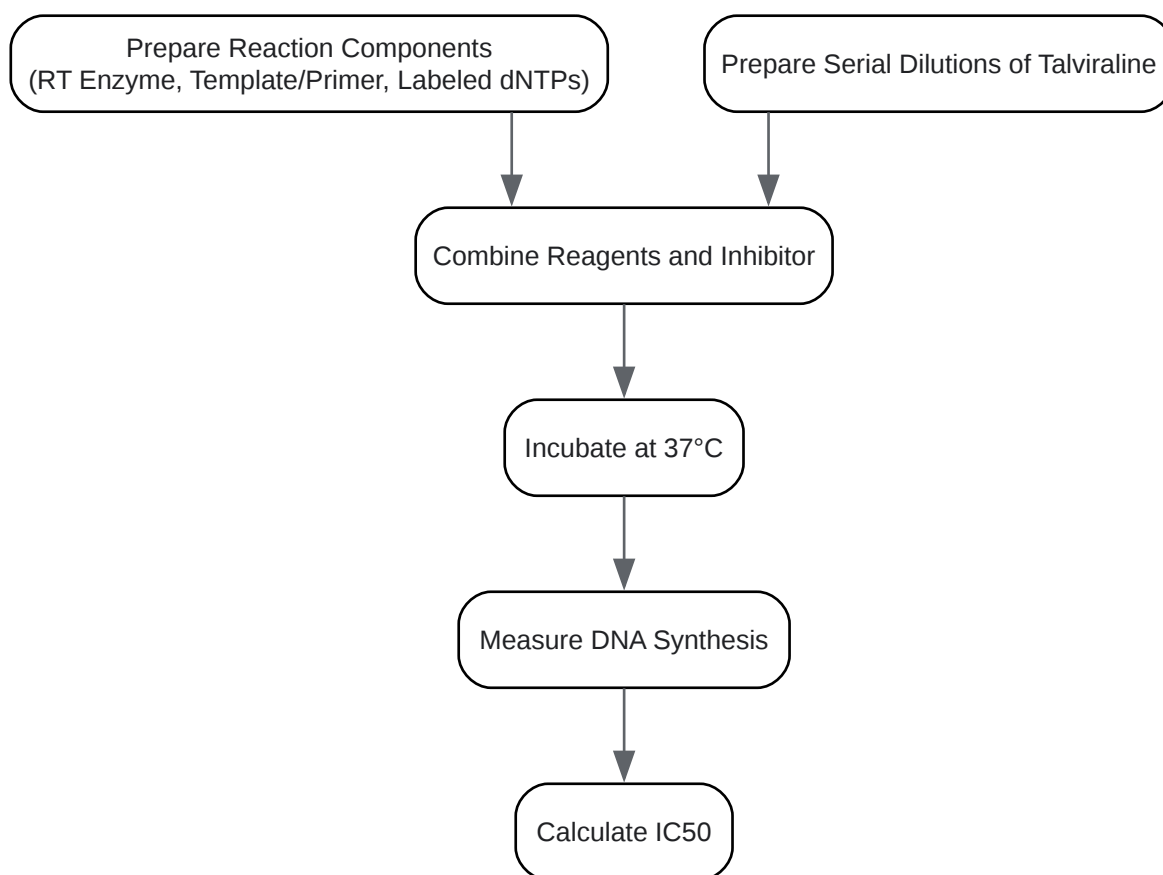 Prepare Reaction Components
(RT Enzyme, Template/Primer, Labeled dNTPs)
Prepare Serial Dilutions of Talviraline
Combine Reagents and Inhibitor
Incubate at 37°C
Measure DNA Synthesis
Calculate IC50